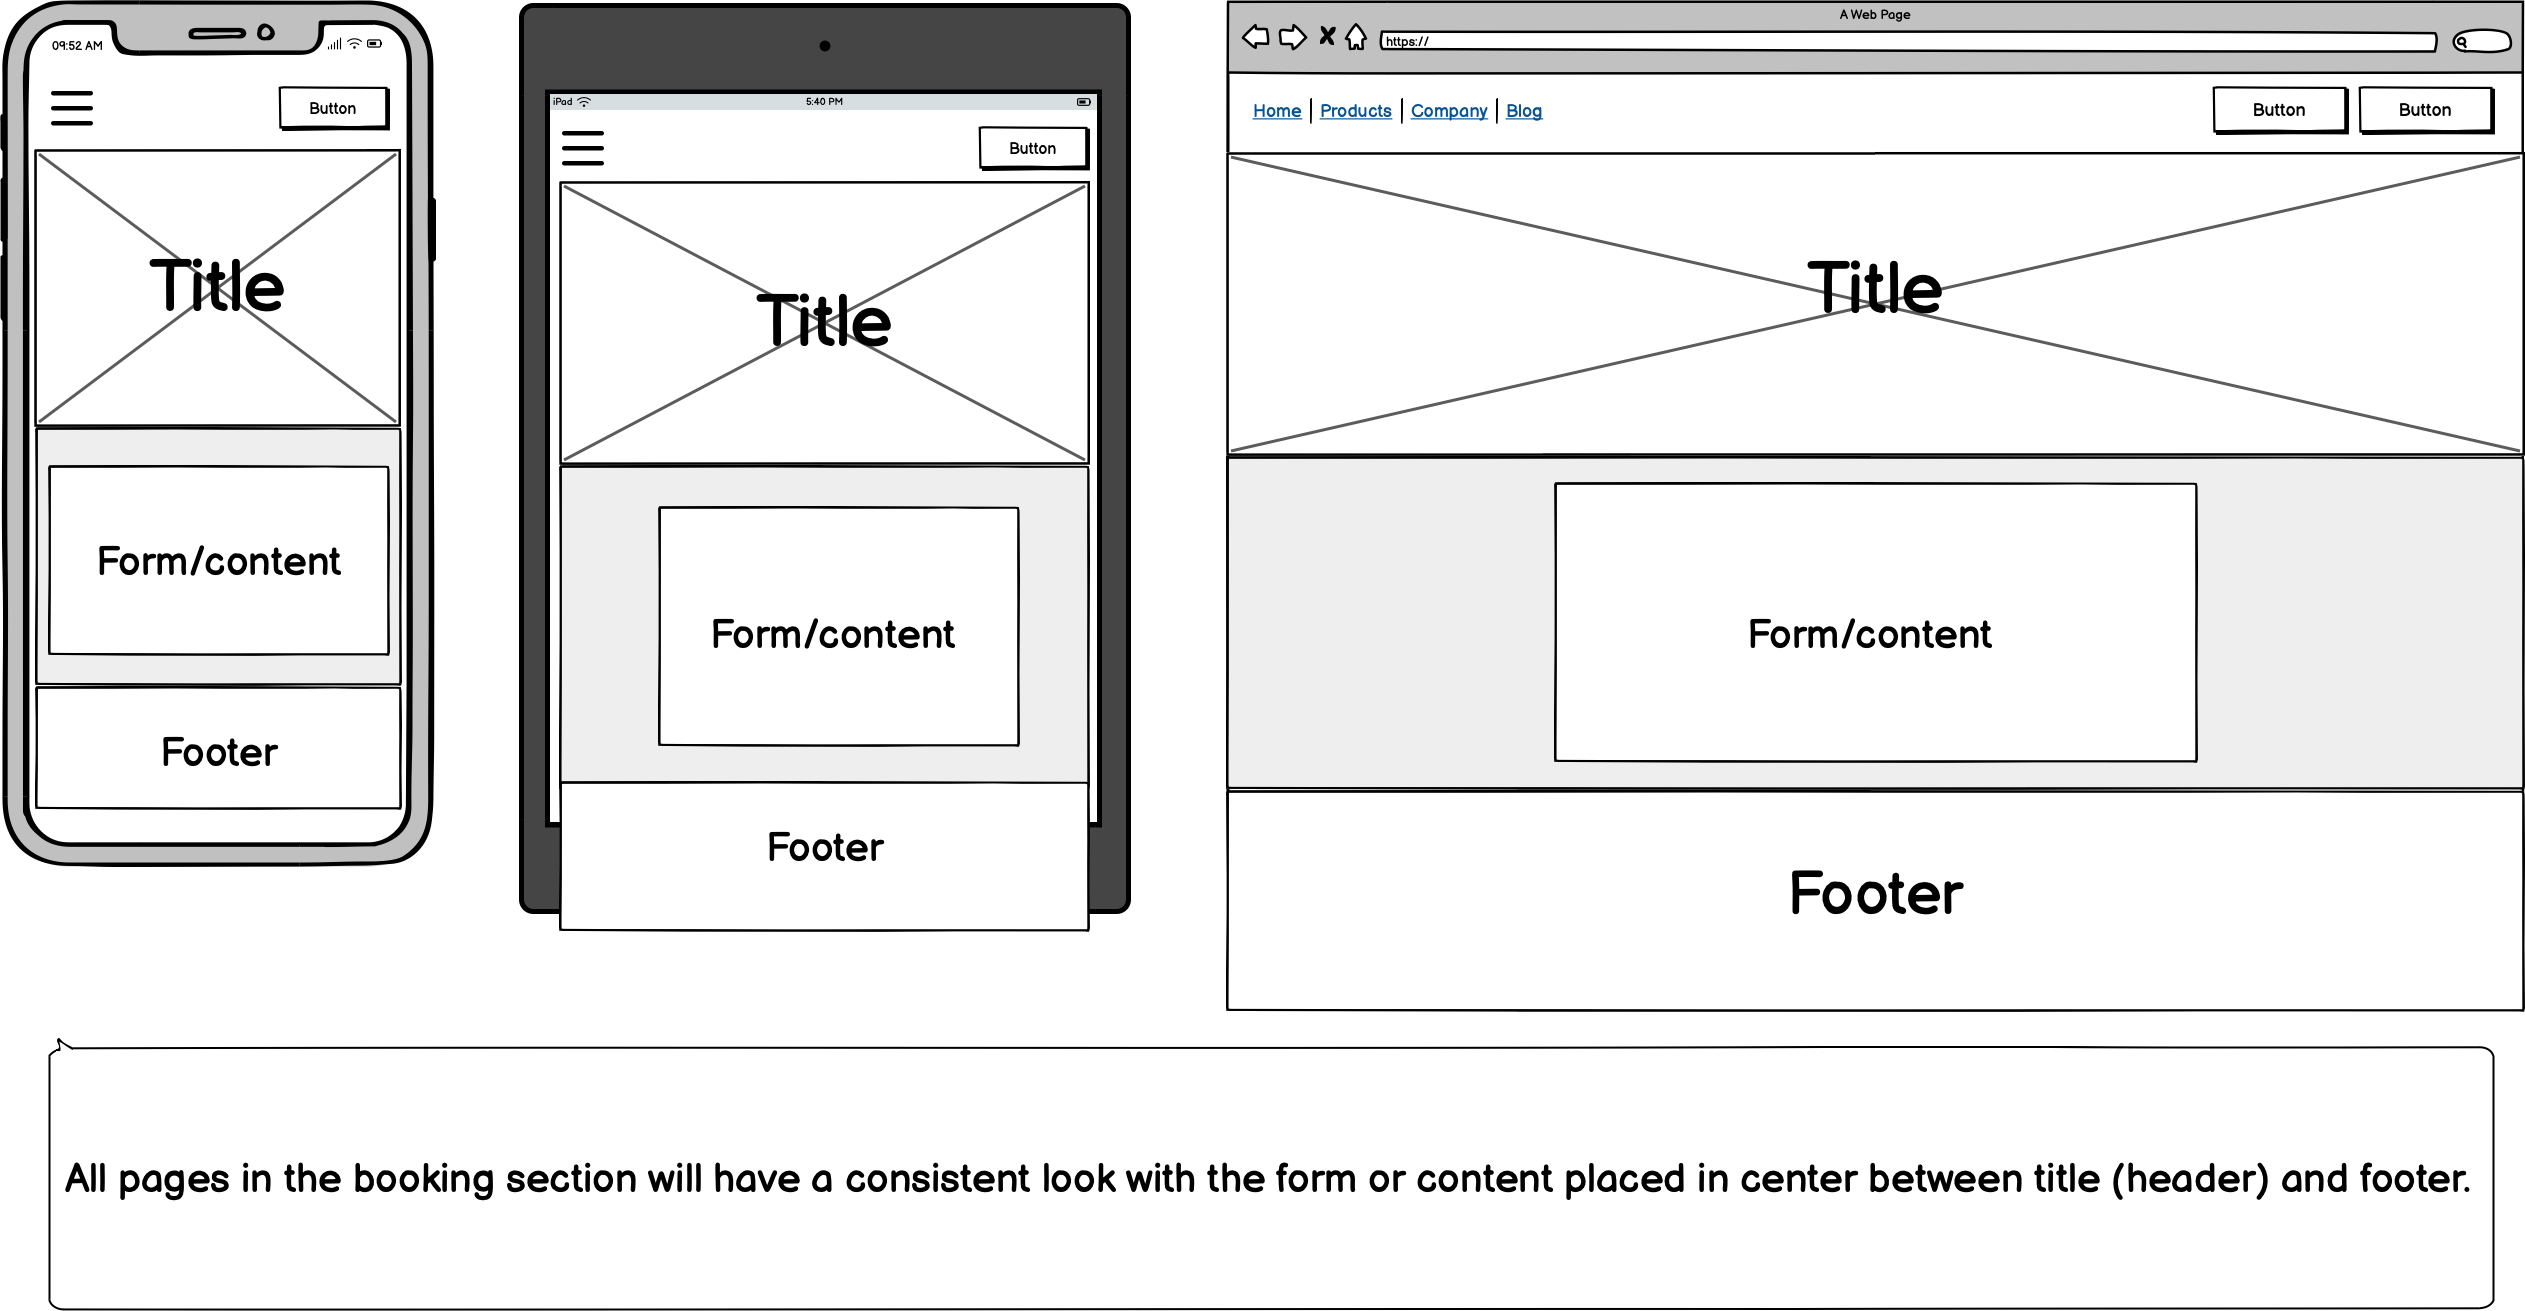 09:52 AM
Button
Title
Form/content
Footer
iPad
5:40 PM
Button
Title
Form/content
Footer
A Web Page
https://
Home | Products | Company | Blog
Button
Button
Title
Form/content
Footer
All pages in the booking section will have a consistent look with the form or content placed in center between title (header) and footer.